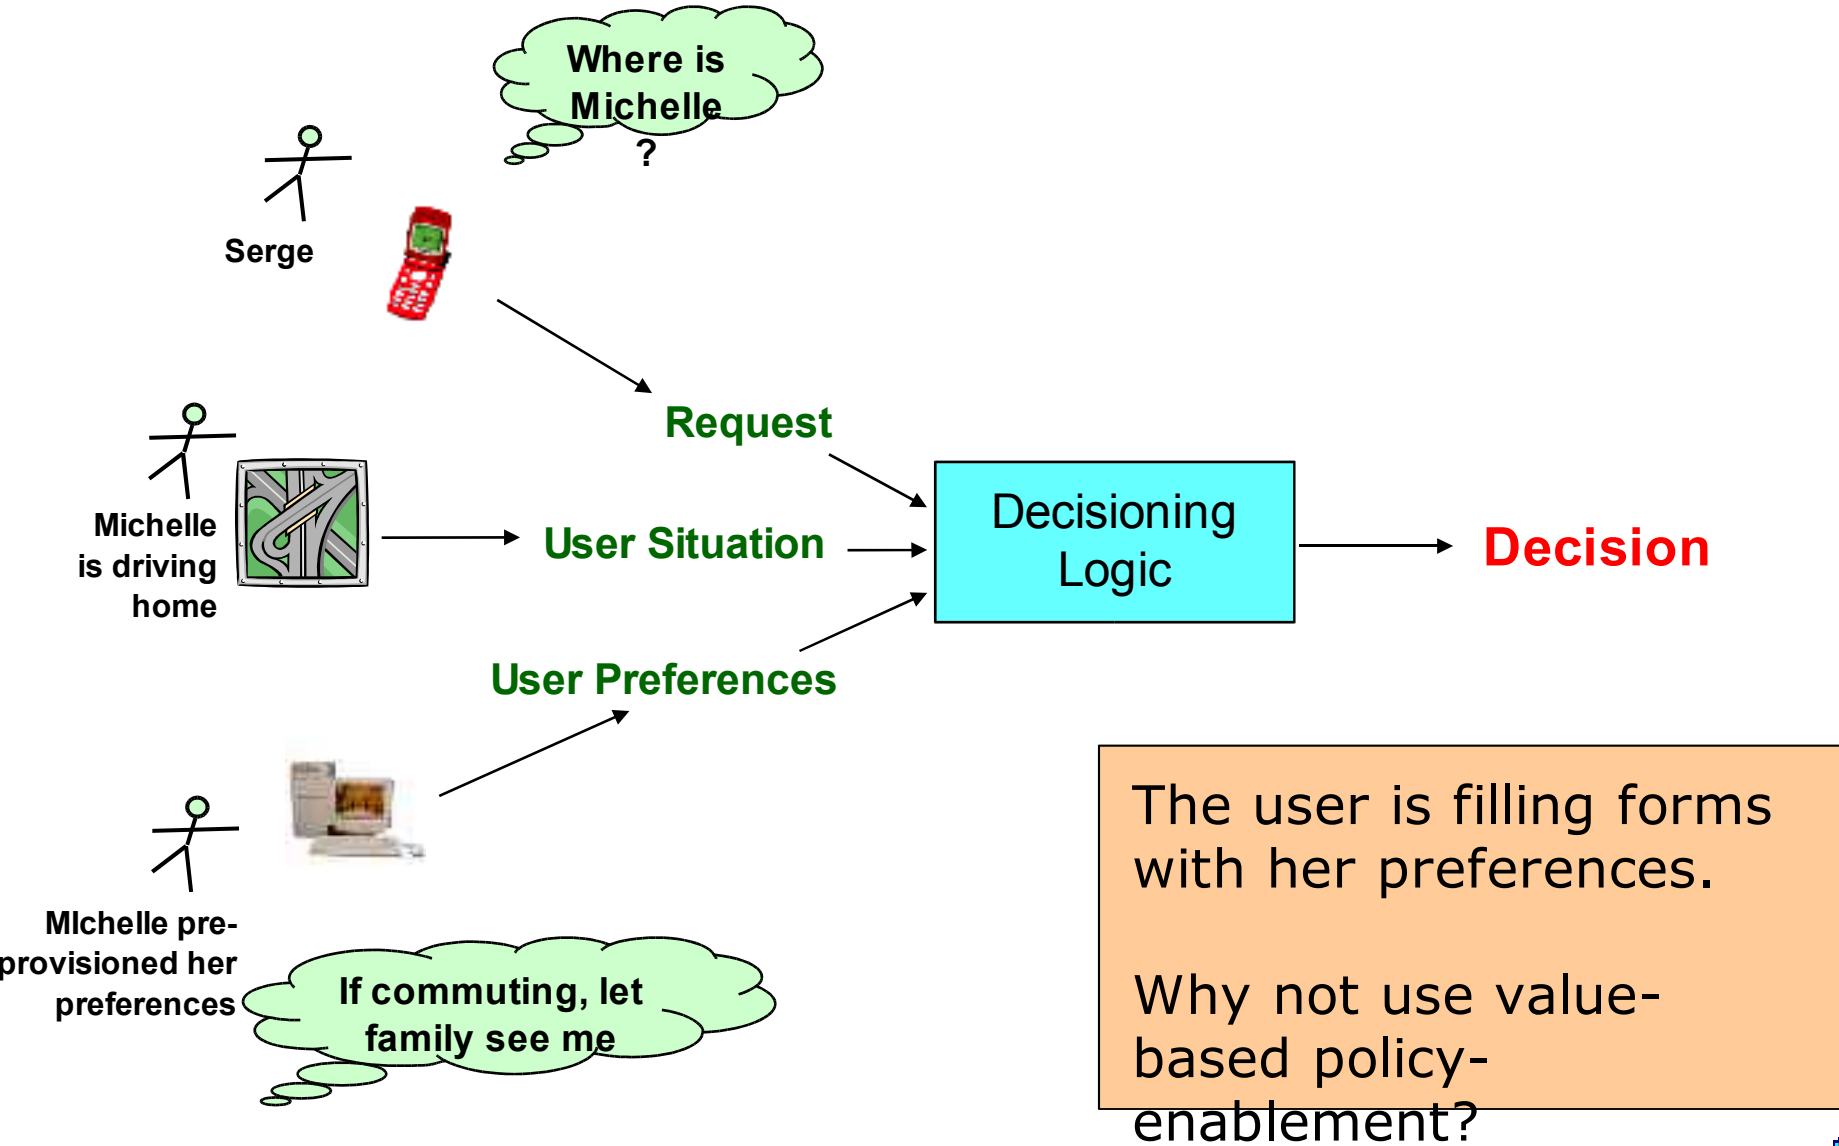 Where is
Michelle
?
Serge
Request
Michelle
is driving
home
User Situation
Decisioning
Logic
Decision
User Preferences
MIchelle pre-
provisioned her
preferences
If commuting, let
family see me
The user is filling forms
with her preferences.
Why not use value-
based policy-
enablement?